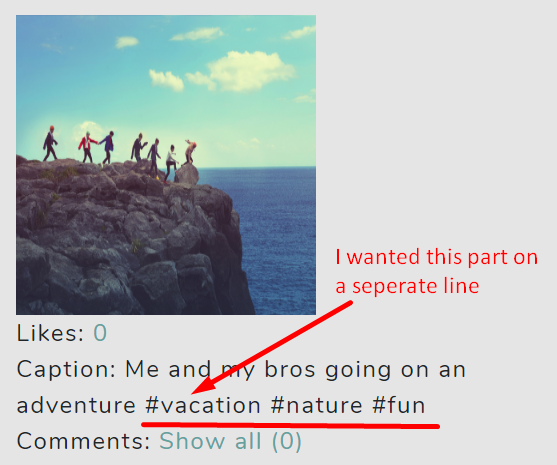 I wanted this part on
a seperate line
Likes: 0
Caption: Me and my bros going on an
adventure #vacation #nature #fun
Comments: Show all (0)